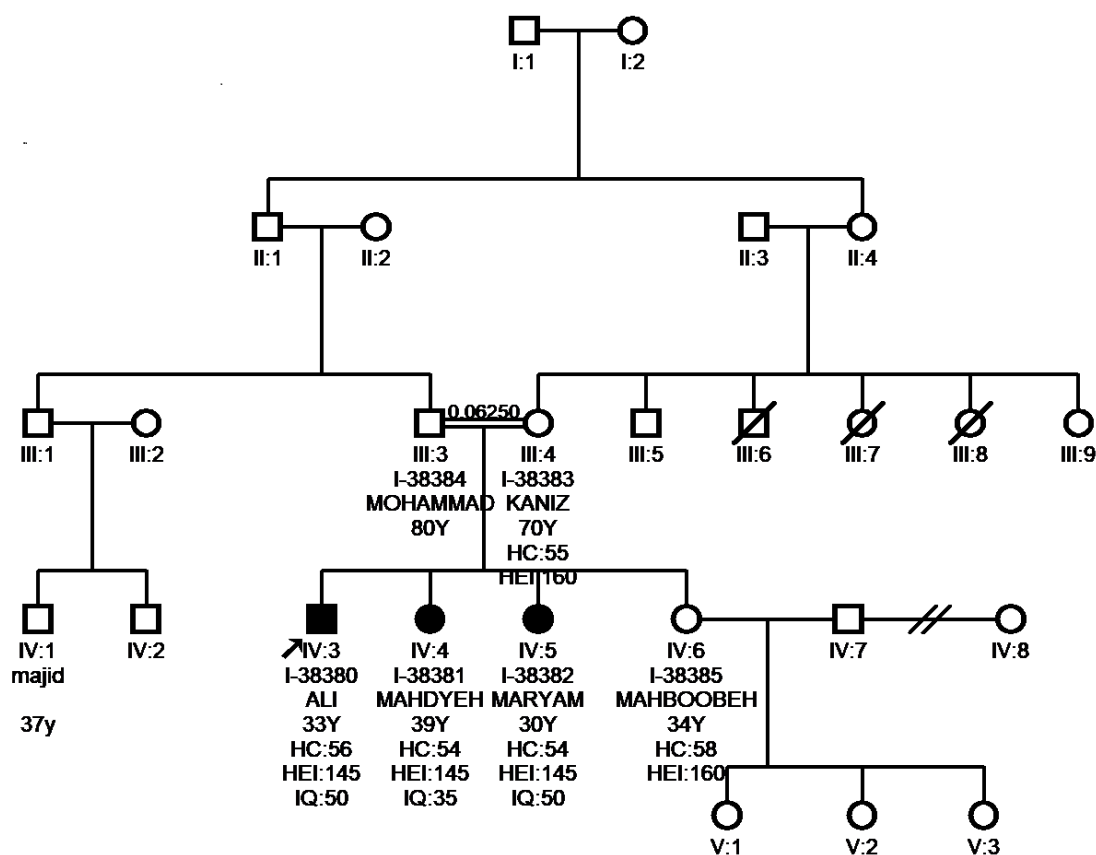 I:1 I:2
II:1 II:2 II:3 II:4
0.06250
III:1 III:2 III:3 III:4 III:5 III:6 III:7 III:8 III:9
I-38384 I-38383
MOHAMMAD KANIZ
80Y 70Y
HC:55
HEI:160
IV:1 IV:2 IV:3 IV:4 IV:5 IV:6 IV:7 IV:8
majid I-38380 I-38381 I-38382 I-38385
ALI MAHDYEH MARYAM MAHBOOBEH
37y 33Y 39Y 30Y 34Y
HC:56 HC:54 HC:54 HC:58
HEI:145 HEI:145 HEI:145 HEI:160
IQ:50 IQ:35 IQ:50
V:1 V:2 V:3